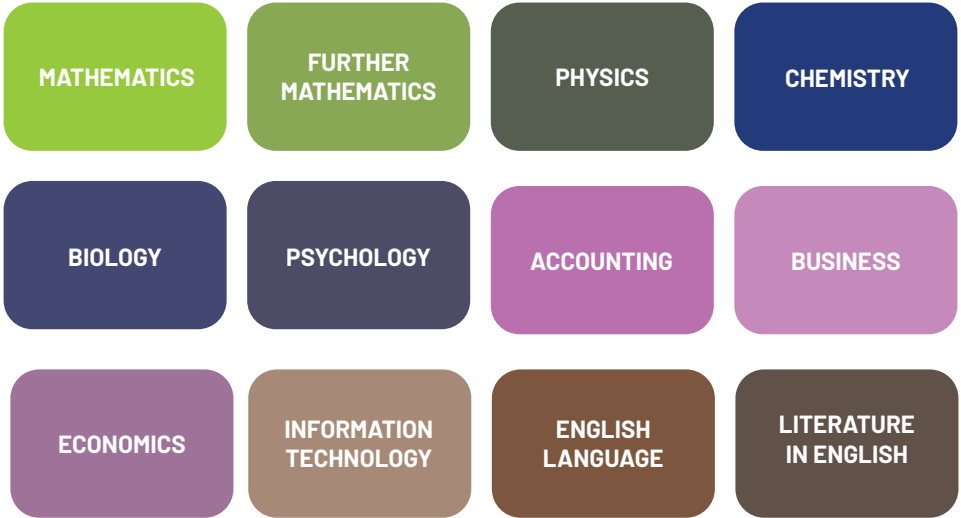 MATHEMATICS
FURTHER
MATHEMATICS
PHYSICS
CHEMISTRY
BIOLOGY
PSYCHOLOGY
ACCOUNTING
BUSINESS
ECONOMICS
INFORMATION
TECHNOLOGY
ENGLISH
LANGUAGE
LITERATURE
IN ENGLISH